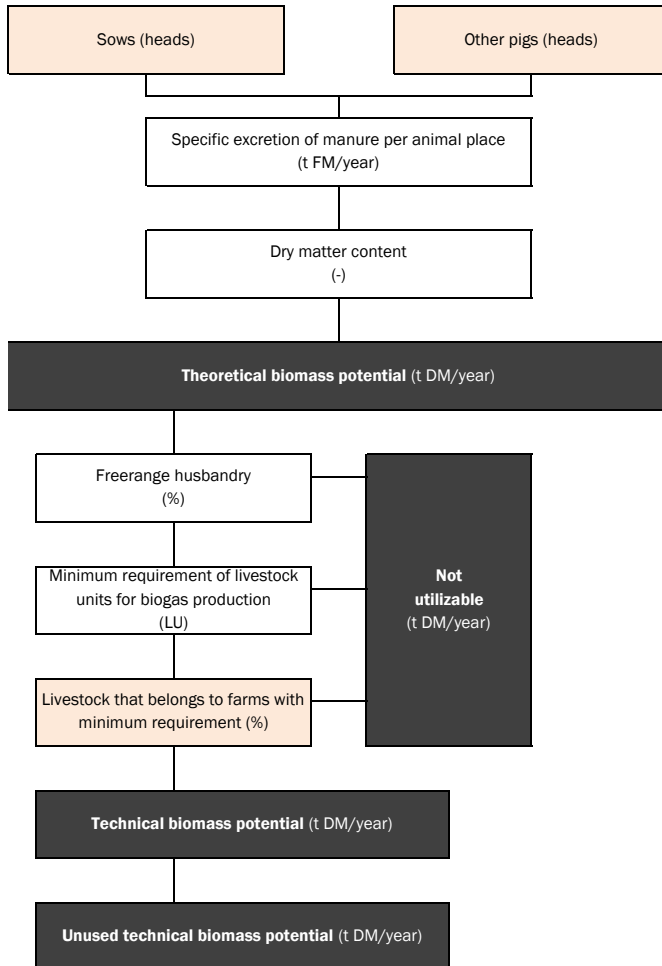 Sows (heads)
Other pigs (heads)
Specific excretion of manure per animal place
(t FM/year)
Dry matter content
(-)
Theoretical biomass potential (t DM/year)
Freerange husbandry
(%)
Minimum requirement of livestock
units for biogas production
(LU)
Livestock that belongs to farms with
minimum requirement (%)
Not
utilizable
(t DM/year)
Technical biomass potential (t DM/year)
Unused technical biomass potential (t DM/year)